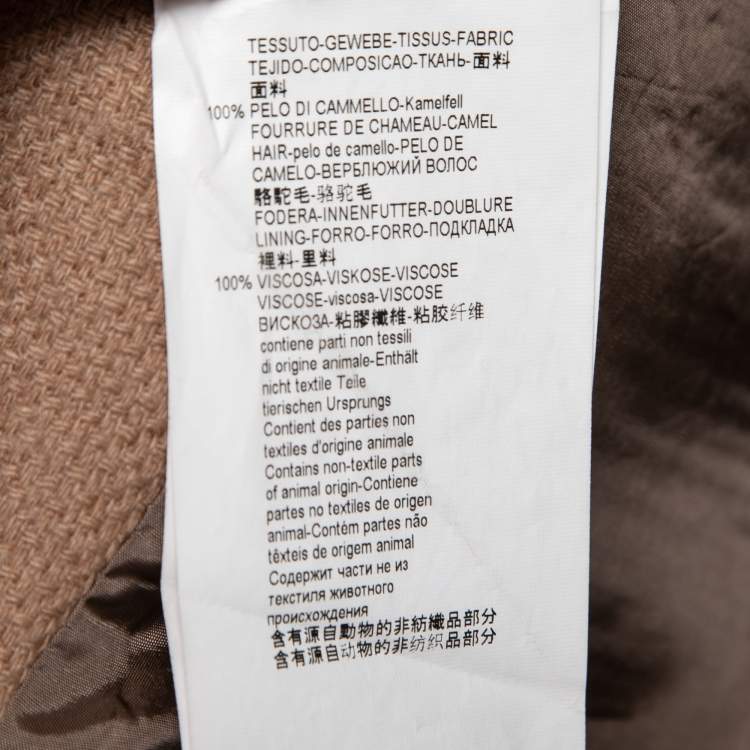 TESSUTO-GEWEBE-TISSUS-FABRIC
TEJIDO-COMPOSICAO-ТКАНЬ-面料
面料
100% PELO DI CAMMELLO-Kamelfell
FOURRURE DE CHAMEAU-CAMEL
HAIR-pelo de camello-PELO DE
CAMELO-ВЕРБЛЮЖИЙ ВОЛОС
駱駝毛-骆驼毛
FODERA-INNENFUTTER-DOUBLURE
LINING-FORRO-FORRO-ПОДКЛАДКА
裡料-里料
100% VISCOSA-VISKOSE-VISCOSE
VISCOSE-viscosa-VISCOSE
ВИСКОЗА-粘膠纖維-粘胶纤维
contiene parti non tessili
di origine animale-Enthält
nicht textile Teile
tierischen Ursprungs
Contient des parties non
textiles d'origine animale
Contains non-textile parts
of animal origin-Contiene
partes no textiles de origen
animal-Contém partes não
têxteis de origem animal
Содержит части не из
текстиля животного
происхождения
含有源自動物的非紡織品部分
含有源自动物的非纺织品部分